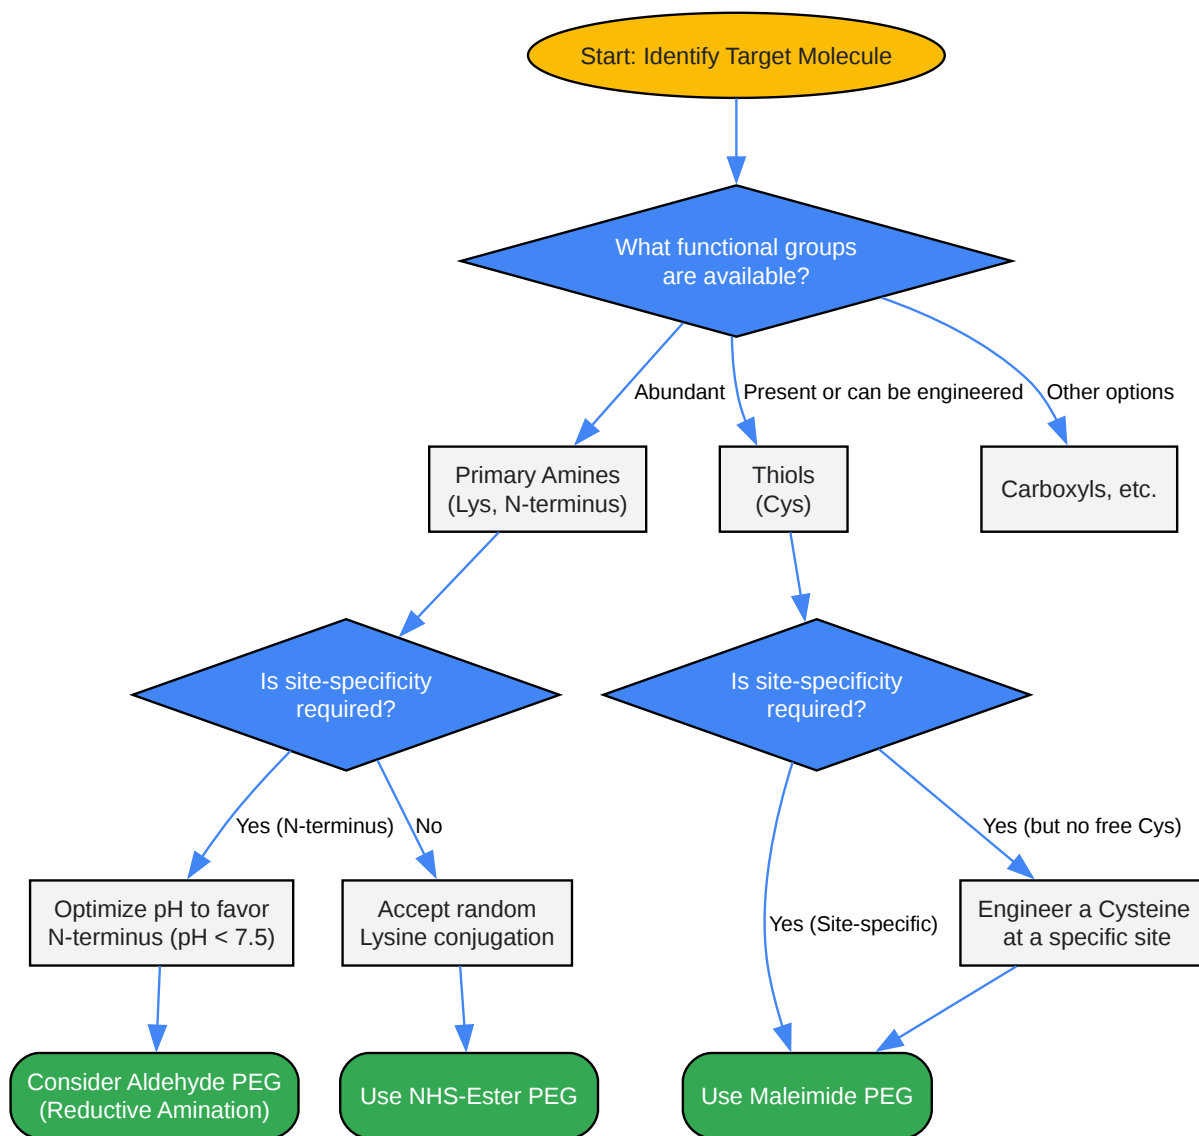 Start: Identify Target Molecule
What functional groups
are available?
Abundant
Present or can be engineered
Other options
Primary Amines
(Lys, N-terminus)
Thiols
(Cys)
Carboxyls, etc.
Is site-specificity
required?
Is site-specificity
required?
Yes (N-terminus)
No
Yes (but no free Cys)
Optimize pH to favor
N-terminus (pH < 7.5)
Accept random
Lysine conjugation
Yes (Site-specific)
Engineer a Cysteine
at a specific site
Consider Aldehyde PEG
(Reductive Amination)
Use NHS-Ester PEG
Use Maleimide PEG